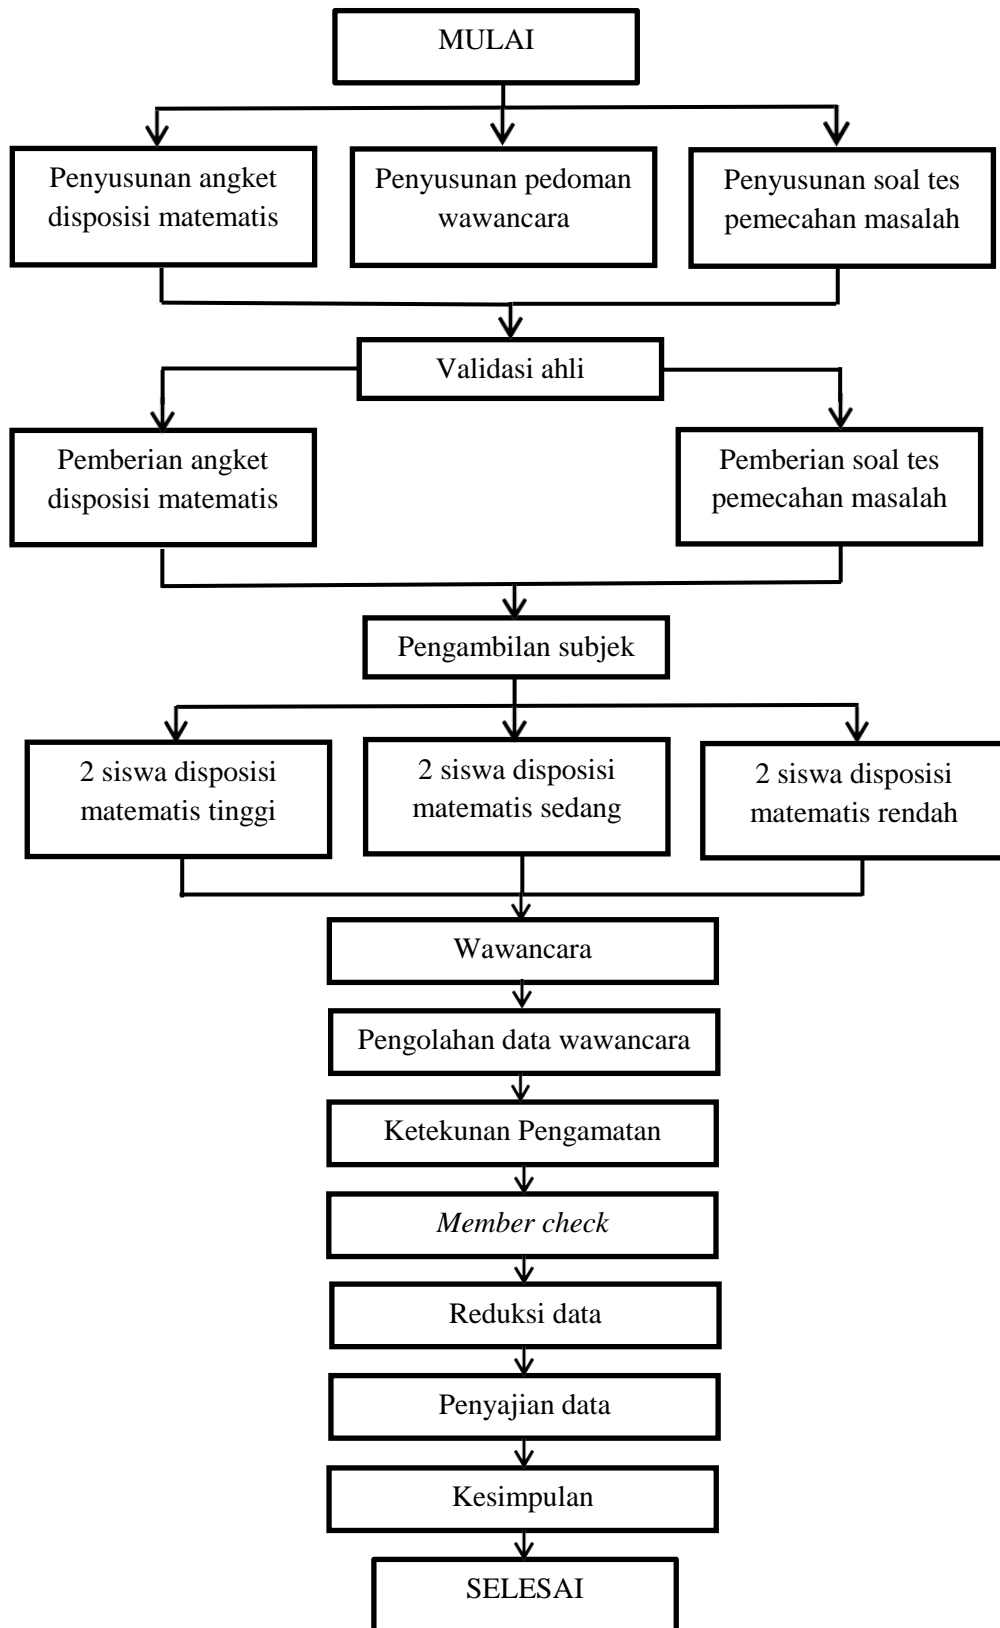 MULAI
Penyusunan angket
disposisi matematis
Penyusunan pedoman
wawancara
Penyusunan soal tes
pemecahan masalah
Validasi ahli
Pemberian angket
disposisi matematis
Pemberian soal tes
pemecahan masalah
Pengambilan subjek
2 siswa disposisi
matematis tinggi
2 siswa disposisi
matematis sedang
2 siswa disposisi
matematis rendah
Wawancara
Pengolahan data wawancara
Ketekunan Pengamatan
Member check
Reduksi data
Penyajian data
Kesimpulan
SELESAI